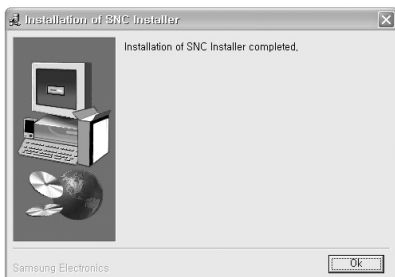 Installation of SNC Installer
Installation of SNC Installer completed.
Samsung Electronics
Ok